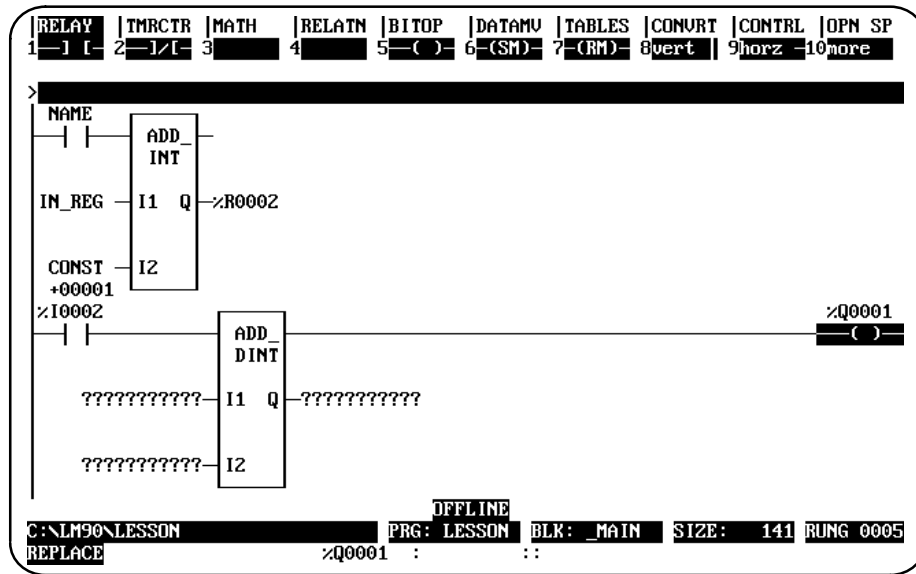 RELAY |TMRCTR |MATH |RELATN |BITOP |DATAMV |TABLES |CONVRT |CONTRL |OPN SP
1—] [— 2—]/[— 3 4 5—( )— 6—(SM)— 7—(RM)— 8vert | 9horz —10more
>
NAME
ADD_
INT
IN_REG I1 Q %R0002
CONST I2
+00001
%I0002 %Q0001
ADD_ —( )—
DINT
??????????? I1 Q ???????????
??????????? I2
OFFLINE
C:\LM90\LESSON PRG: LESSON BLK: _MAIN SIZE: 141 RUNG 0005
REPLACE %Q0001 : ::